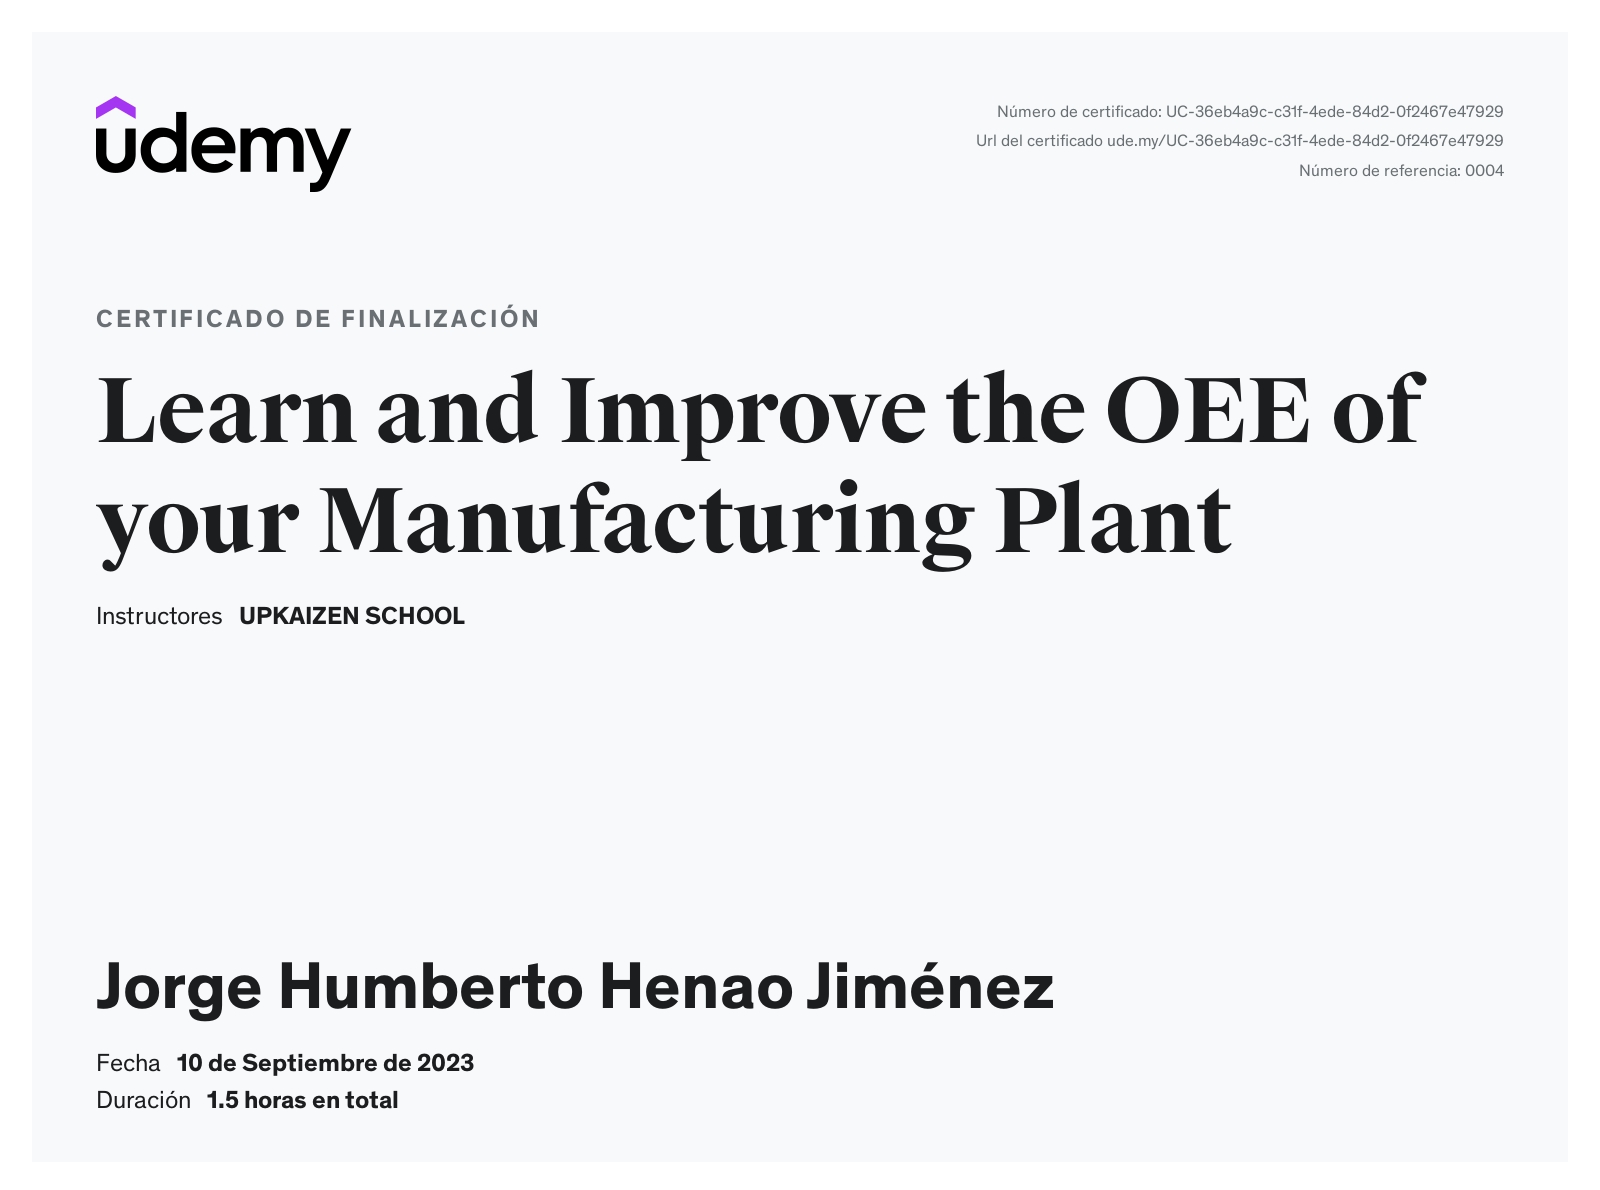 udemy
Número de certificado: UC-36eb4a9c-c31f-4ede-84d2-0f2467e47929
Url del certificado ude.my/UC-36eb4a9c-c31f-4ede-84d2-0f2467e47929
Número de referencia: 0004
CERTIFICADO DE FINALIZACIÓN
Learn and Improve the OEE of
your Manufacturing Plant
Instructores UPKAIZEN SCHOOL
Jorge Humberto Henao Jiménez
Fecha 10 de Septiembre de 2023
Duración 1.5 horas en total